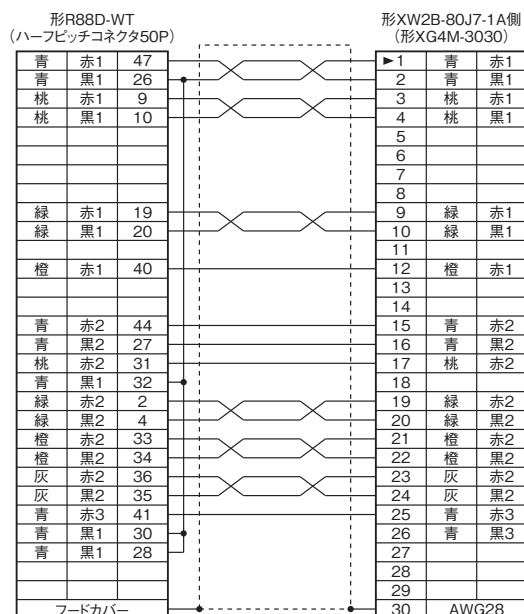 形R88D-WT
(ハーフピッチコネクタ50P)
形XW2B-80J7-1A側
(形XG4M-3030)
青 赤1 47 ►1 青 赤1
青 黒1 26 2 青 黒1
桃 赤1 9 3 桃 赤1
桃 黒1 10 4 桃 黒1
5
6
7
8
緑 赤1 19 9 緑 赤1
緑 黒1 20 10 緑 黒1
11
橙 赤1 40 12 橙 赤1
13
14
青 赤2 44 15 青 赤2
青 黒2 27 16 青 黒2
桃 赤2 31 17 桃 赤2
青 黒1 32 18
緑 赤2 2 19 緑 赤2
緑 黒2 4 20 緑 黒2
橙 赤2 33 21 橙 赤2
橙 黒2 34 22 橙 黒2
灰 赤2 36 23 灰 赤2
灰 黒2 35 24 灰 黒2
青 赤3 41 25 青 赤3
青 黒1 30 26 青 黒3
青 黒1 28 27
28
29
フードカバー 30 AWG28